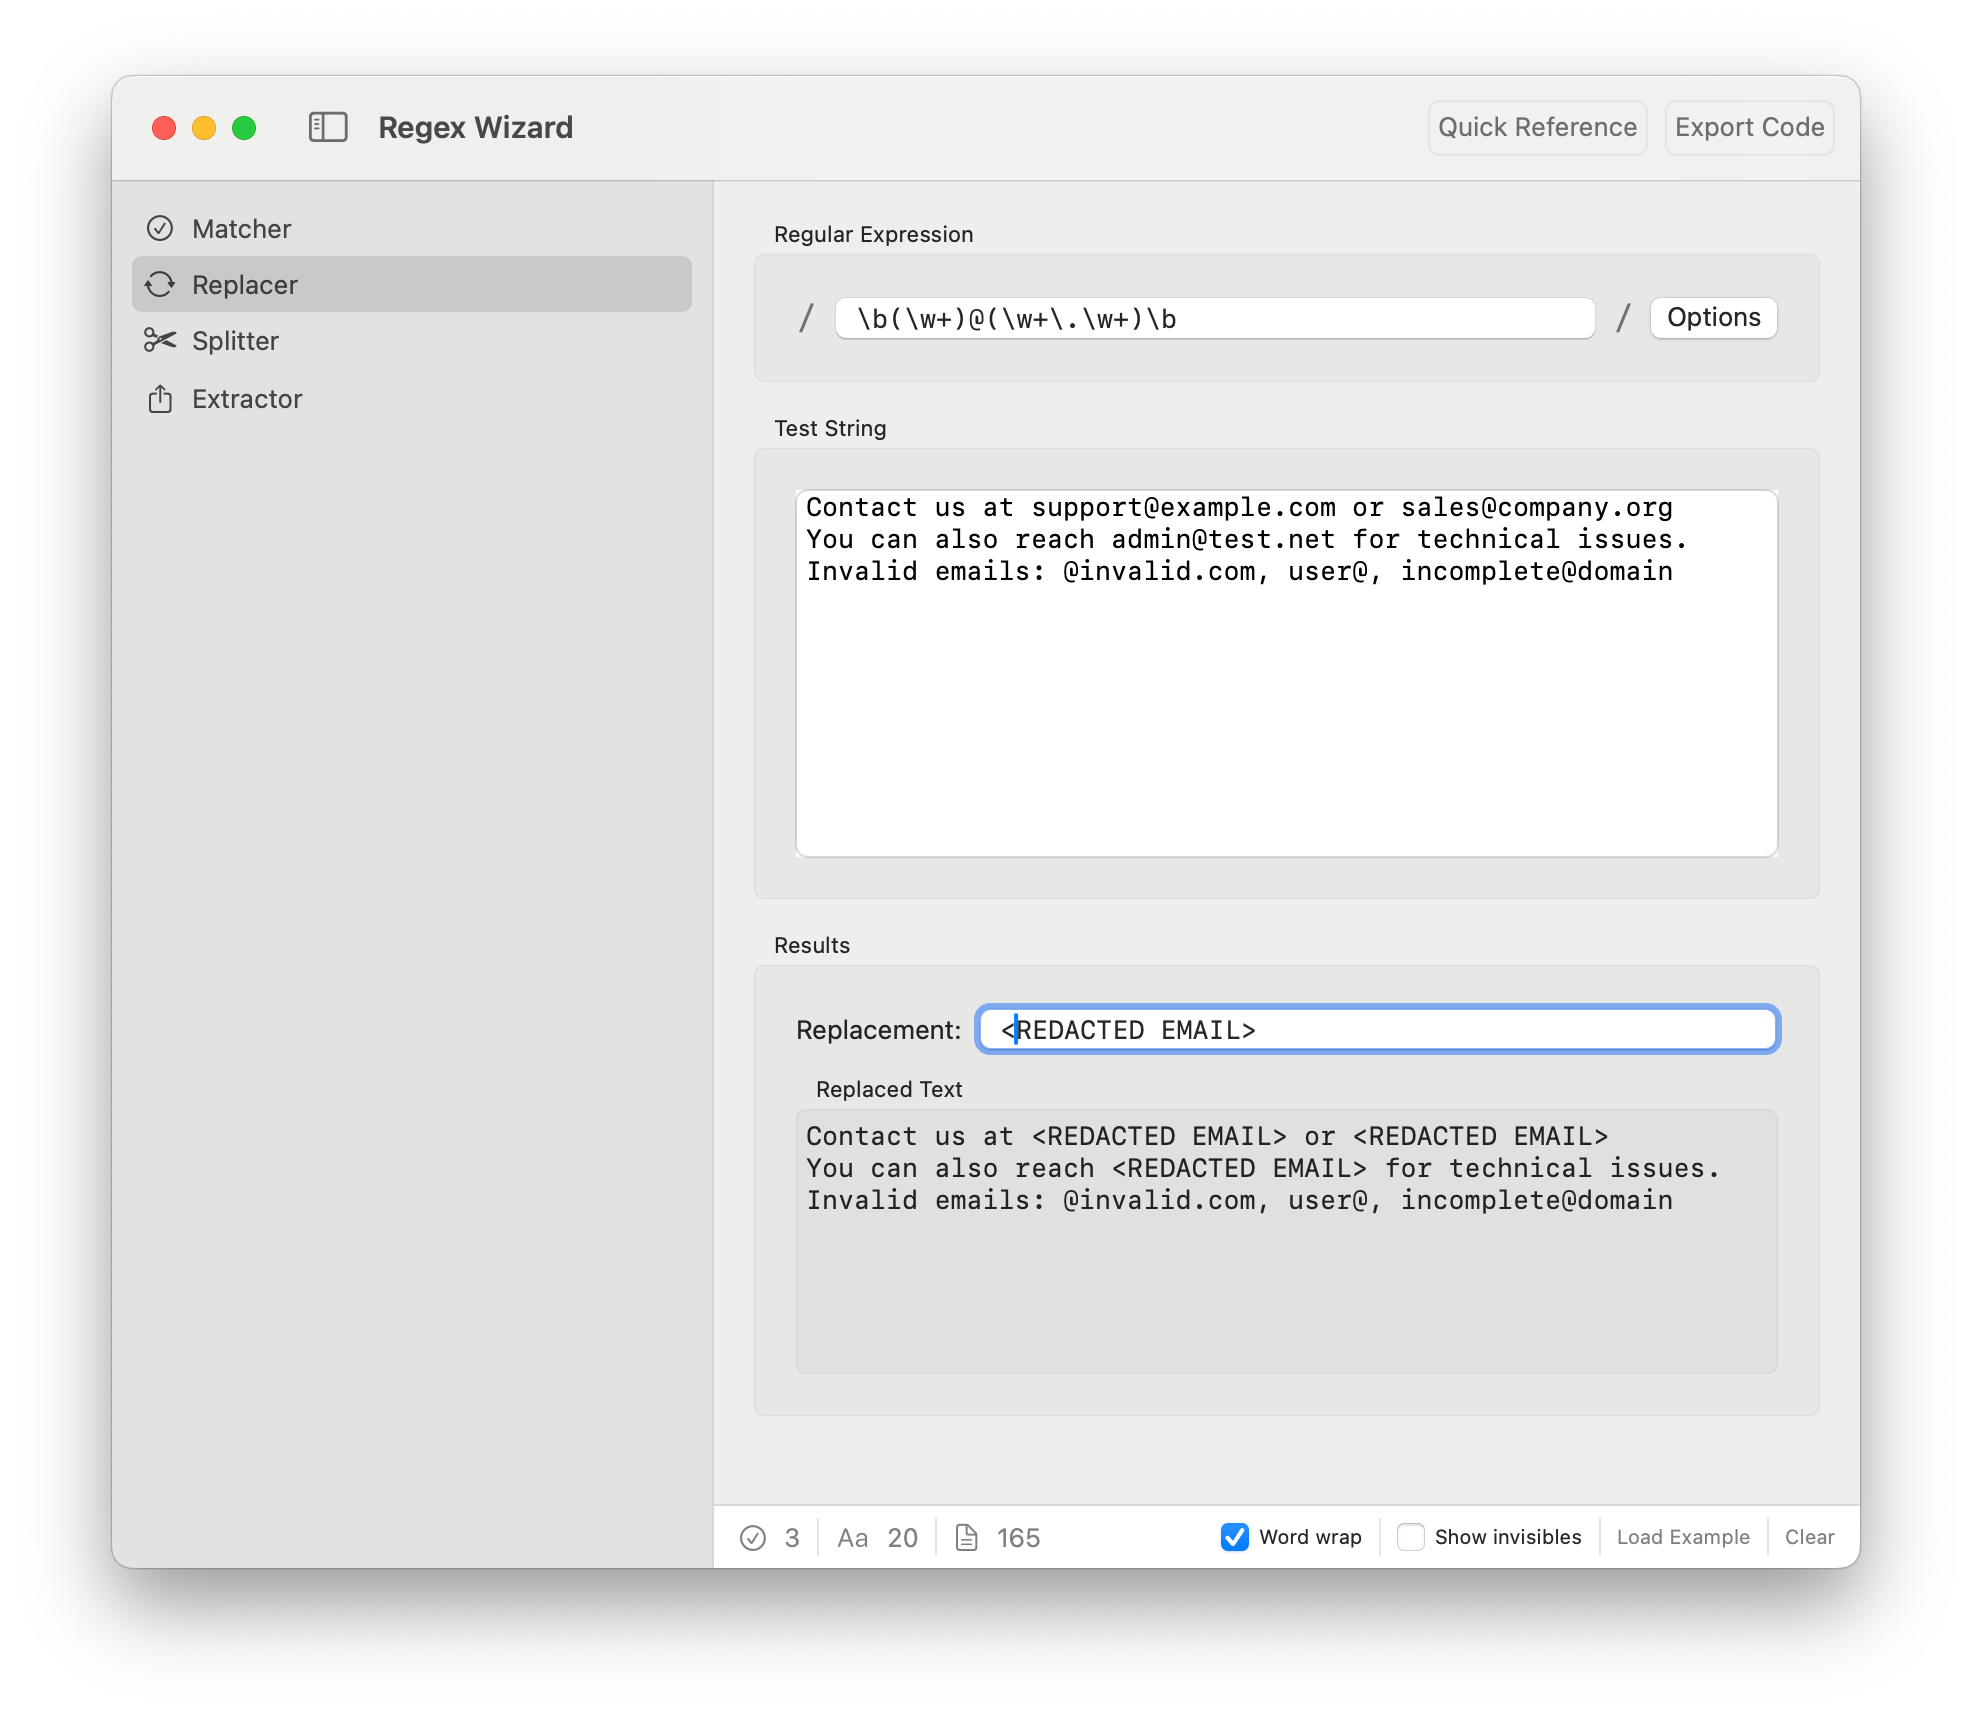 Regex Wizard
Quick Reference
Export Code
Matcher
Replacer
Splitter
Extractor
Regular Expression
/ \b(\w+)@(\w+\.\w+)\b / Options
Test String
Contact us at support@example.com or sales@company.org
You can also reach admin@test.net for technical issues.
Invalid emails: @invalid.com, user@, incomplete@domain
Results
Replacement: <REDACTED EMAIL>
Replaced Text
Contact us at <REDACTED EMAIL> or <REDACTED EMAIL>
You can also reach <REDACTED EMAIL> for technical issues.
Invalid emails: @invalid.com, user@, incomplete@domain
3 Aa 20 165 Word wrap Show invisibles Load Example Clear